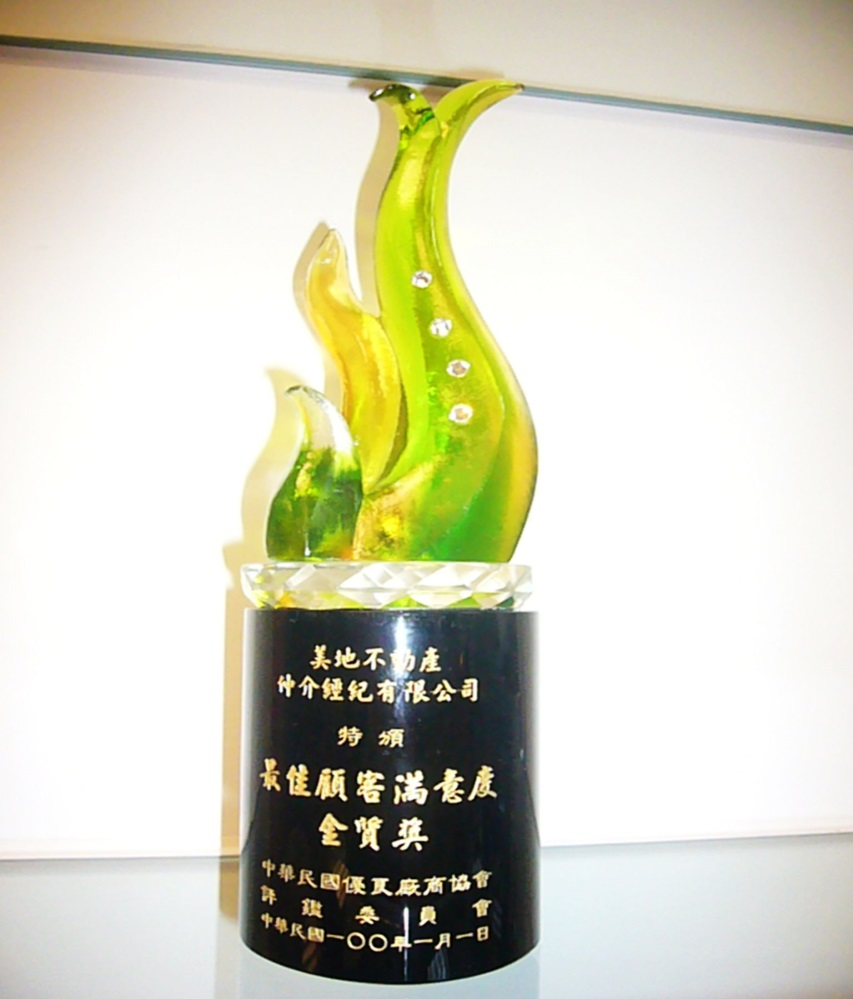 美地不動產
仲介經紀有限公司
特頒
最佳顧客滿意度
金質獎
中華民國優良廠商協會
評鑑委員會
中華民國一〇〇年一月一日